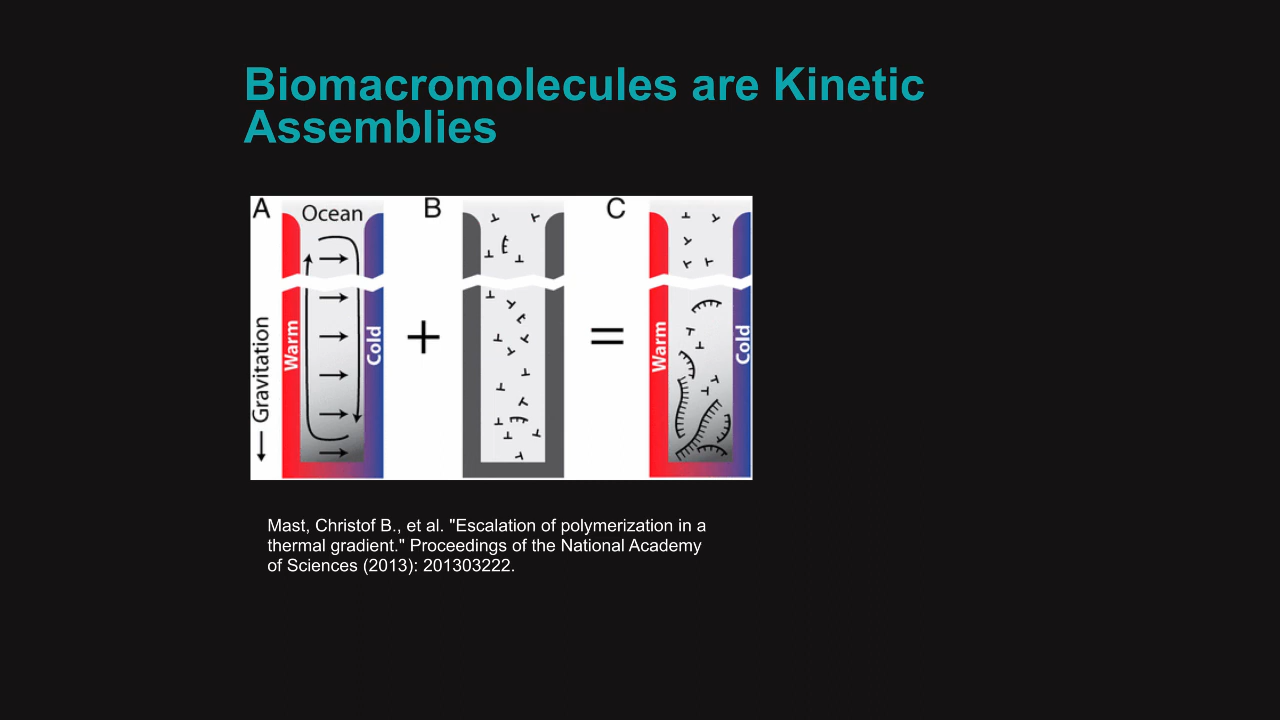 Biomacromolecules are Kinetic
Assemblies
A
Ocean
Gravitation
Warm
Cold
B
+
=
C
Warm
Cold
Mast, Christof B., et al. "Escalation of polymerization in a
thermal gradient." Proceedings of the National Academy
of Sciences (2013): 201303222.